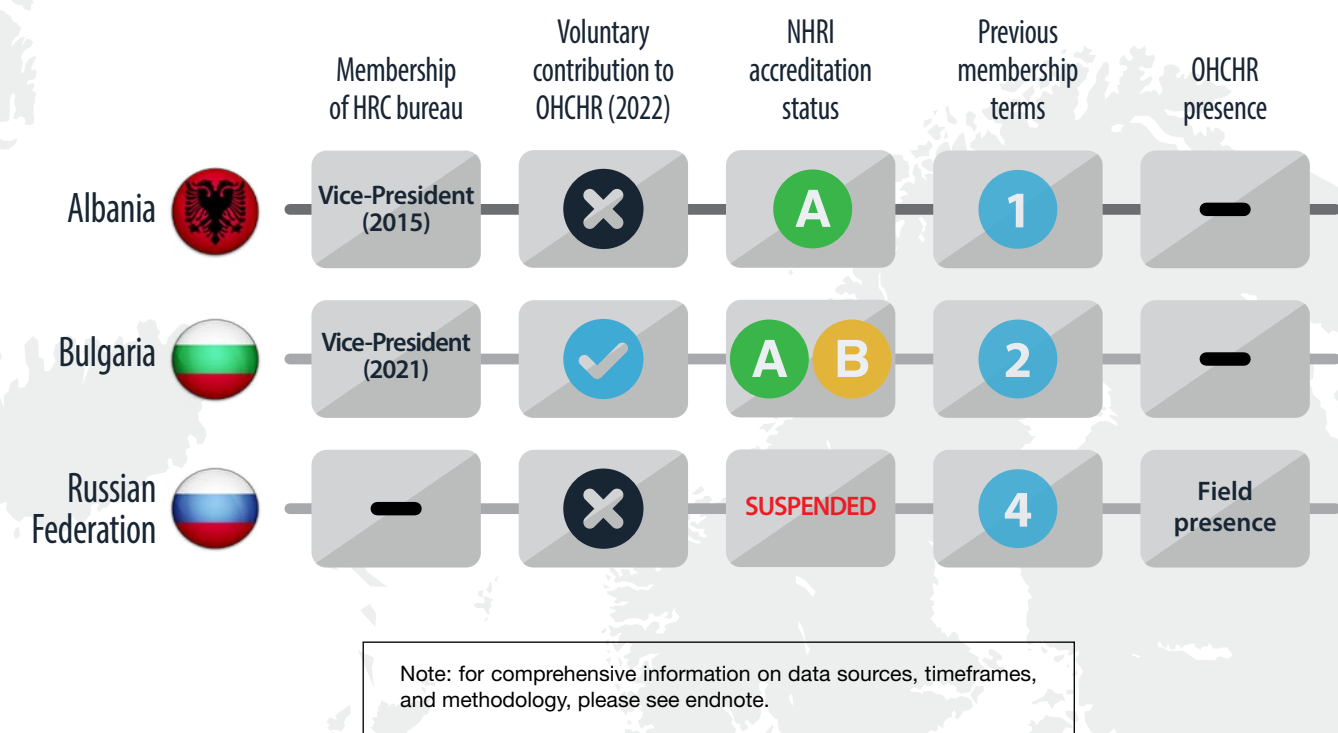 Membership
of HRC bureau
Voluntary
contribution to
OHCHR (2022)
NHRI
accreditation
status
Previous
membership
terms
OHCHR
presence
Albania
Vice-President
(2015)
A
1
Bulgaria
Vice-President
(2021)
A B
2
Russian
Federation
SUSPENDED
4
Field
presence
Note: for comprehensive information on data sources, timeframes,
and methodology, please see endnote.